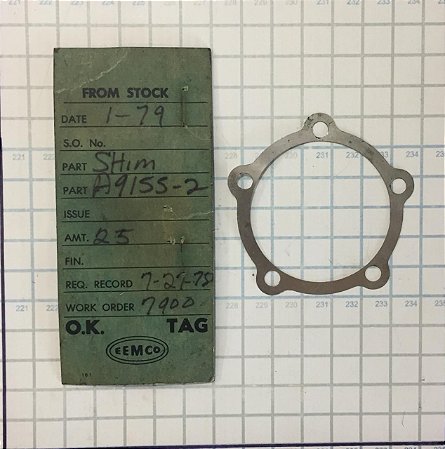 FROM STOCK
DATE 1-79
S.O. No.
PART SHim
PART A9155-2
ISSUE
AMT. 25
FIN.
REQ. RECORD 7-27-78
WORK ORDER 7900
O.K. TAG
EEMCO